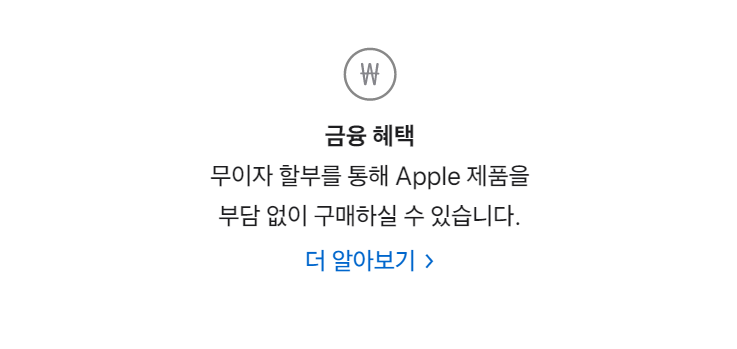 ₩
금융 혜택
무이자 할부를 통해 Apple 제품을
부담 없이 구매하실 수 있습니다.
더 알아보기 >